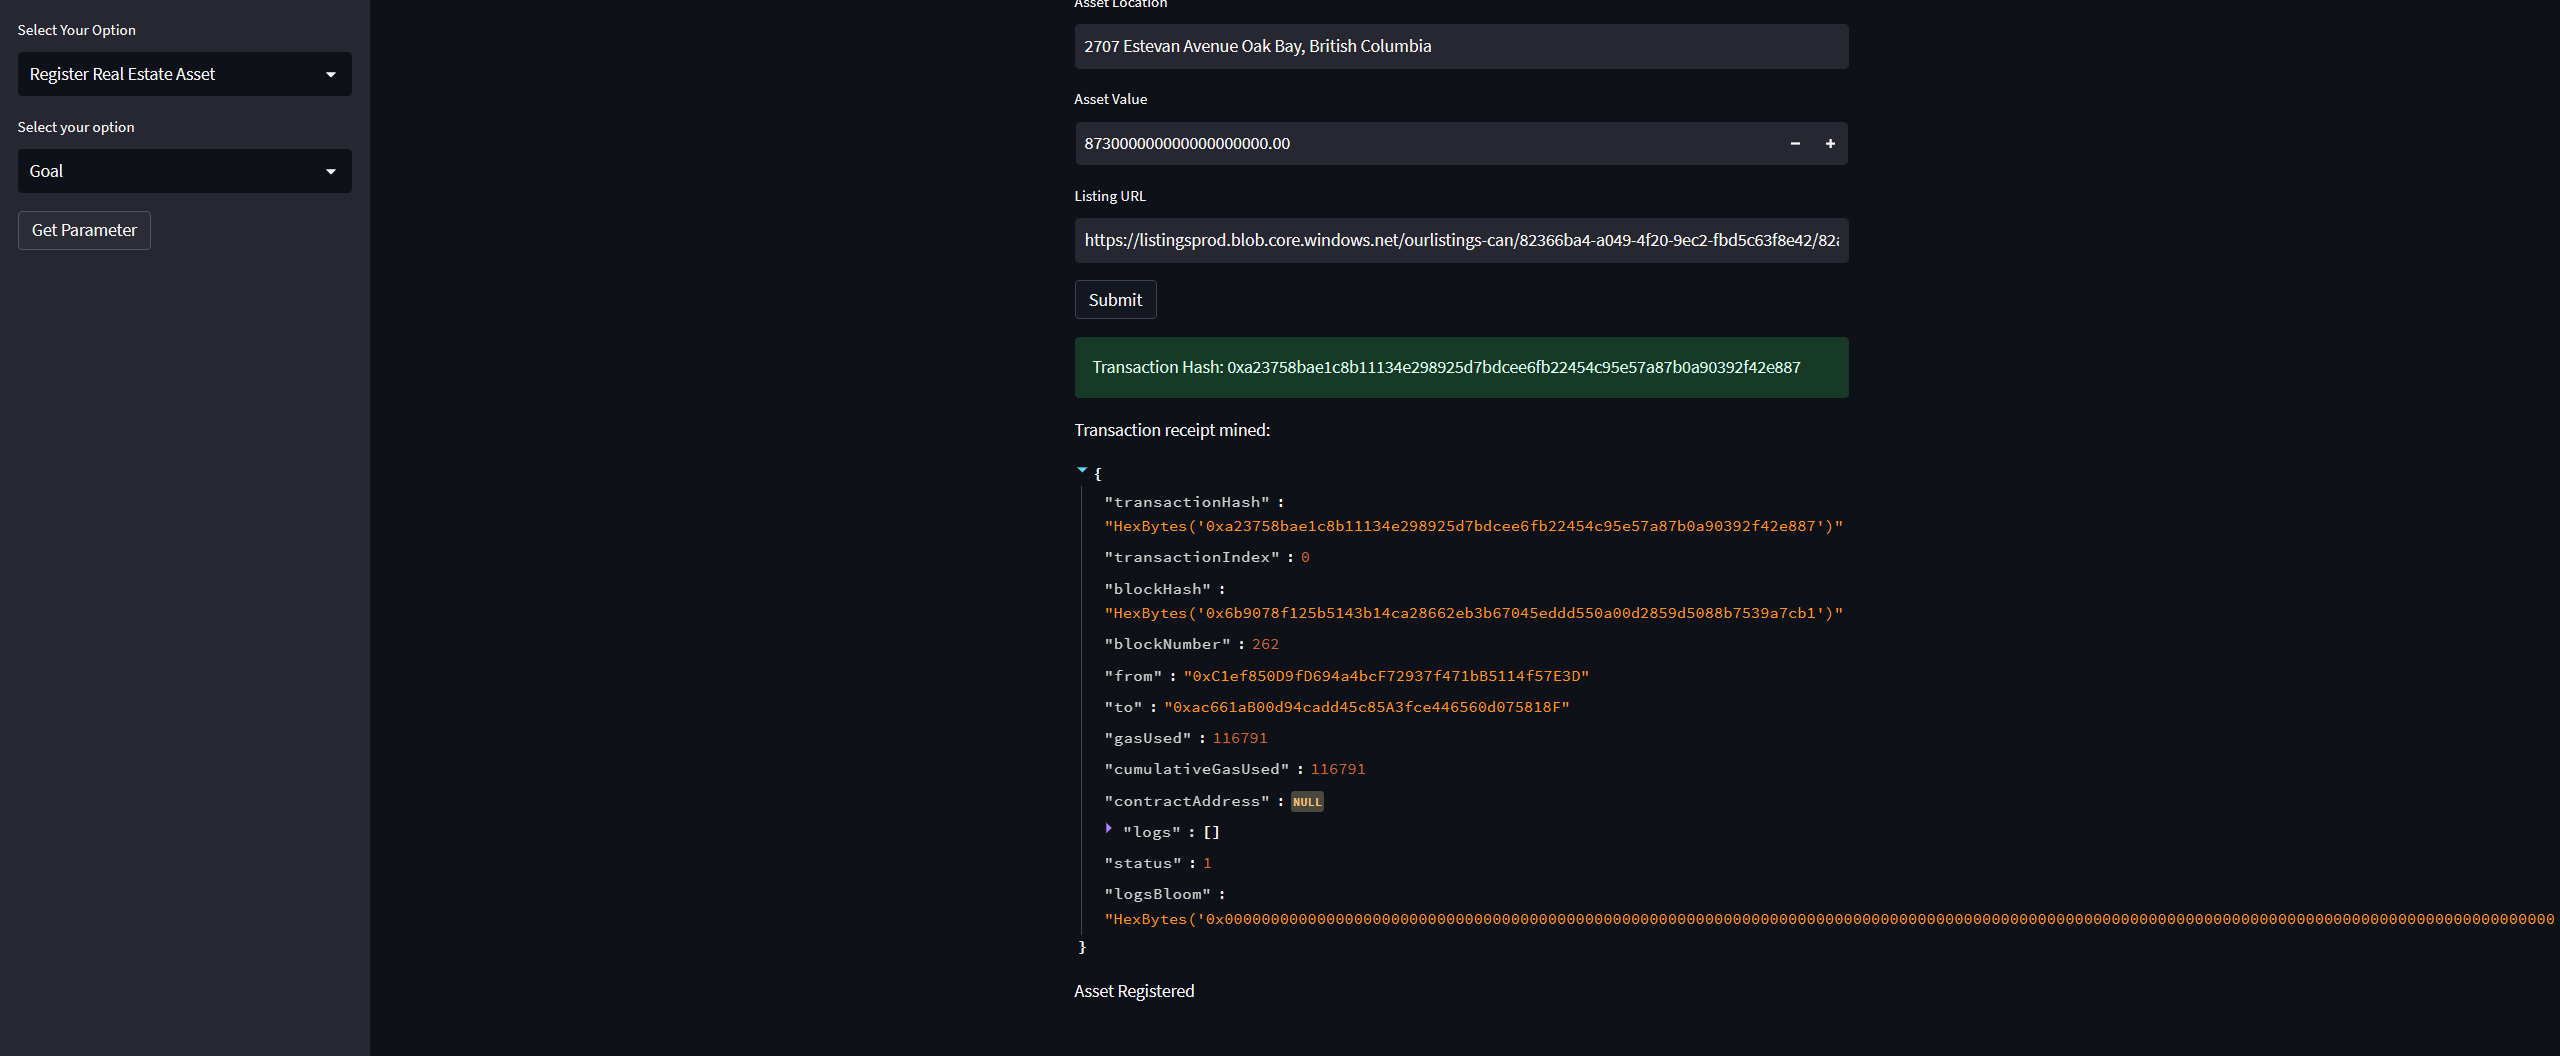 Select Your Option
Register Real Estate Asset
Select your option
Goal
Get Parameter
Asset Location
2707 Estevan Avenue Oak Bay, British Columbia
Asset Value
873000000000000000000.00
Listing URL
https://listingsprod.blob.core.windows.net/ourlistings-can/82366ba4-a049-4f20-9ec2-fbd5c63f8e42/82a
Submit
Transaction Hash: 0xa23758bae1c8b11134e298925d7bdcee6fb22454c95e57a87b0a90392f42e887
Transaction receipt mined:
{
"transactionHash" :
"HexBytes('0xa23758bae1c8b11134e298925d7bdcee6fb22454c95e57a87b0a90392f42e887')"
"transactionIndex" : 0
"blockHash" :
"HexBytes('0x6b9078f125b5143b14ca28662eb3b67045eddd550a00d2859d5088b7539a7cb1')"
"blockNumber" : 262
"from" : "0xC1ef850D9fD694a4bcF72937f471bB5114f57E3D"
"to" : "0xac661aB00d94cadd45c85A3fce446560d075818F"
"gasUsed" : 116791
"cumulativeGasUsed" : 116791
"contractAddress" : NULL
"logs" : []
"status" : 1
"logsBloom" :
"HexBytes('0x000000000000000000000000000000000000000000000000000000000000000000000000000000000000000000000000000000000000000000000000000000000000000000000000
}
Asset Registered